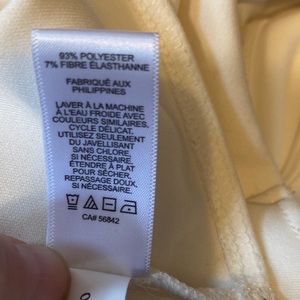 93% POLYESTER
7% FIBRE ÉLASTHANNE
FABRIQUÉ AUX
PHILIPPINES
LAVER À LA MACHINE
À L'EAU FROIDE AVEC
COULEURS SIMILAIRES,
CYCLE DÉLICAT.
UTILISEZ SEULEMENT
DU JAVELLISANT
SANS CHLORE,
SI NÉCESSAIRE.
ÉTENDRE À PLAT
POUR SÉCHER,
REPASSAGE DOUX,
SI NÉCESSAIRE.
CA# 56842